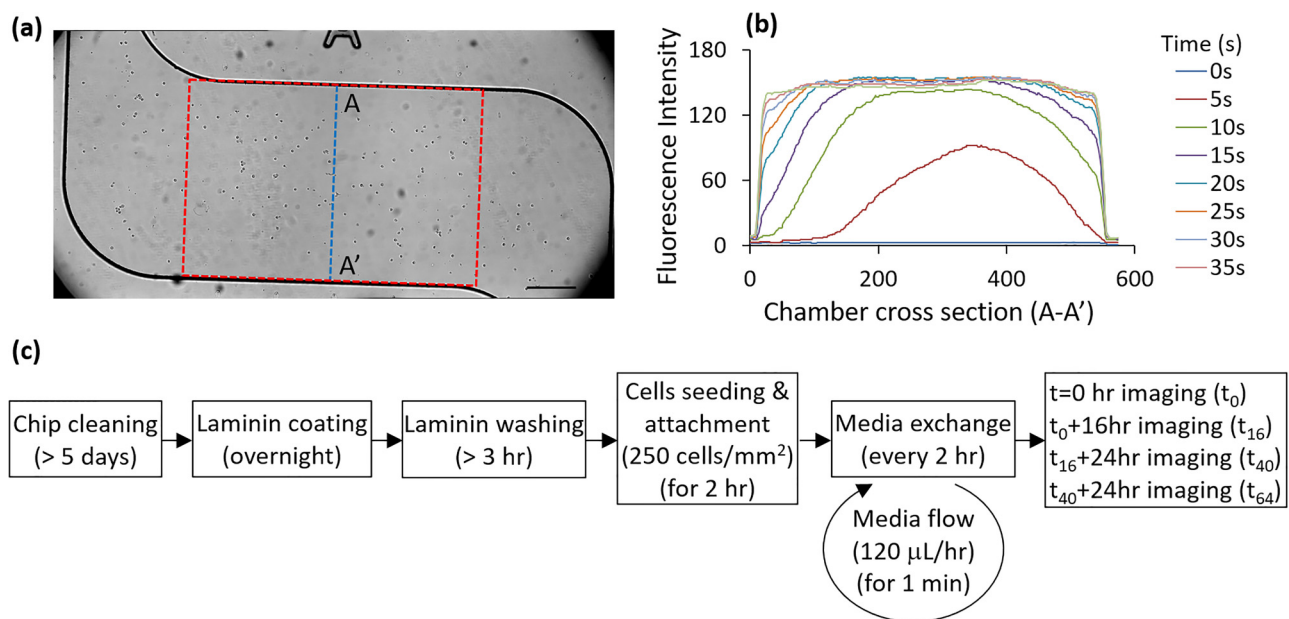 (a)
A
A
A'
(b)
Fluorescence Intensity
180
120
60
0
0
200
400
600
Chamber cross section (A-A’)
Time (s)
0s
5s
10s
15s
20s
25s
30s
35s
(c)
Chip cleaning
(> 5 days)
Laminin coating
(overnight)
Laminin washing
(> 3 hr)
Cells seeding &
attachment
(250 cells/mm²)
(for 2 hr)
Media exchange
(every 2 hr)
Media flow
(120 μL/hr)
(for 1 min)
t=0 hr imaging (t₀)
t₀+16hr imaging (t₁₆)
t₁₆+24hr imaging (t₄₀)
t₄₀+24hr imaging (t₆₄)